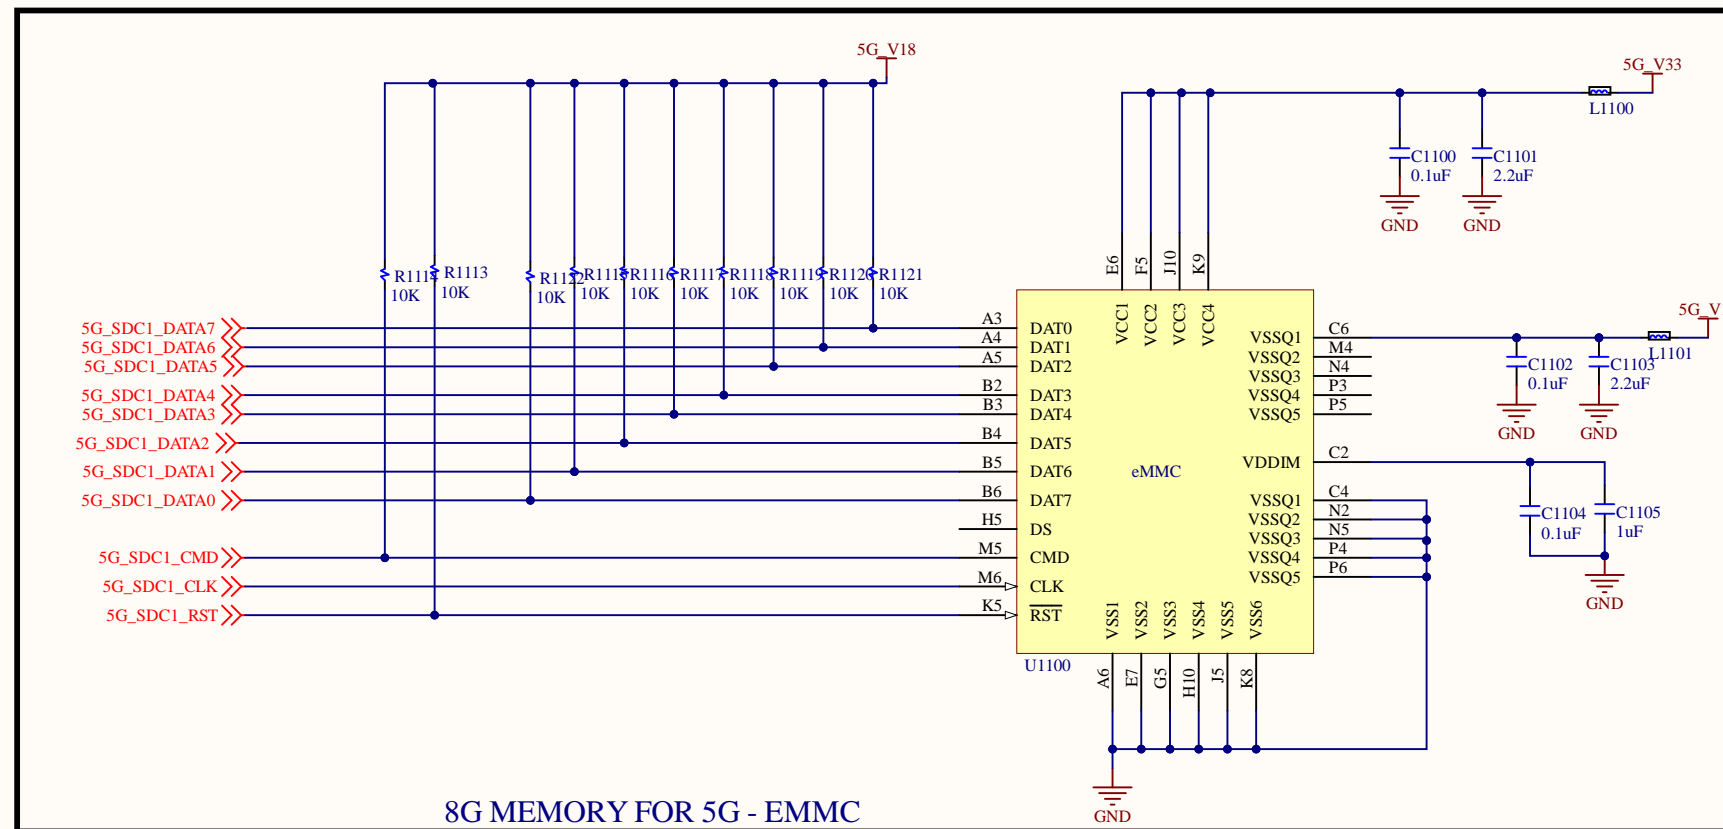 5G_V18
5G_V33
L1100
C1100
0.1uF
C1101
2.2uF
GND
GND
R1114
10K
R1113
10K
R1122
10K
R1115
10K
R1116
10K
R1117
10K
R1118
10K
R1119
10K
R1120
10K
R1121
10K
E6
F5
J10
K9
VCC1
VCC2
VCC3
VCC4
5G_SDC1_DATA7
A3
DAT0
5G_SDC1_DATA6
A4
DAT1
5G_SDC1_DATA5
A5
DAT2
5G_SDC1_DATA4
B2
DAT3
5G_SDC1_DATA3
B3
DAT4
5G_SDC1_DATA2
B4
DAT5
5G_SDC1_DATA1
B5
DAT6
5G_SDC1_DATA0
B6
DAT7
H5
DS
5G_SDC1_CMD
M5
CMD
5G_SDC1_CLK
M6
CLK
5G_SDC1_RST
K5
RST
eMMC
U1100
VSSQ1
C6
VSSQ2
M4
VSSQ3
N4
VSSQ4
P3
VSSQ5
P5
5G_V
L1101
C1102
0.1uF
C1103
2.2uF
GND
GND
VDDIM
C2
VSSQ1
C4
VSSQ2
N2
VSSQ3
N5
VSSQ4
P4
VSSQ5
P6
C1104
0.1uF
C1105
1uF
GND
VSS1
VSS2
VSS3
VSS4
VSS5
VSS6
A6
E7
G5
H10
J5
K8
GND
8G MEMORY FOR 5G - EMMC